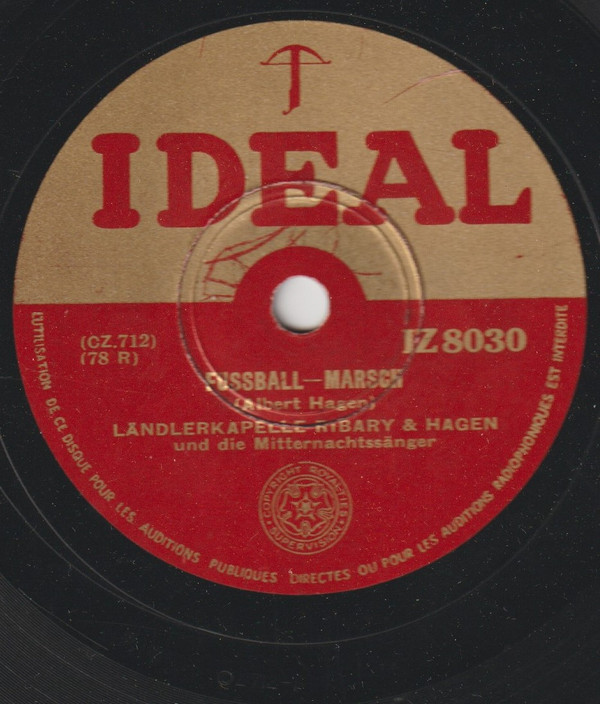 IDEAL
(CZ.712)
(78 R)
FZ 8030
FUSSBALL—MARSCH
(Albert Hagen)
LÄNDLERKAPELLE RIBARY & HAGEN
und die Mitternachtssänger
COPYRIGHT ROYALTIES
SUPERVISION
L'UTILISATION DE CE DISQUE POUR LES AUDITIONS PUBLIQUES DIRECTES OU POUR LES AUDITIONS RADIOPHONIQUES EST INTERDITE